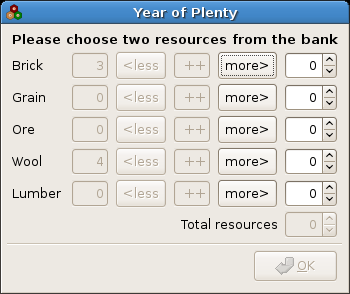 Year of Plenty
Please choose two resources from the bank
Brick 3 <less ++ more> 0
Grain 0 <less ++ more> 0
Ore 0 <less ++ more> 0
Wool 4 <less ++ more> 0
Lumber 0 <less ++ more> 0
Total resources 0
OK